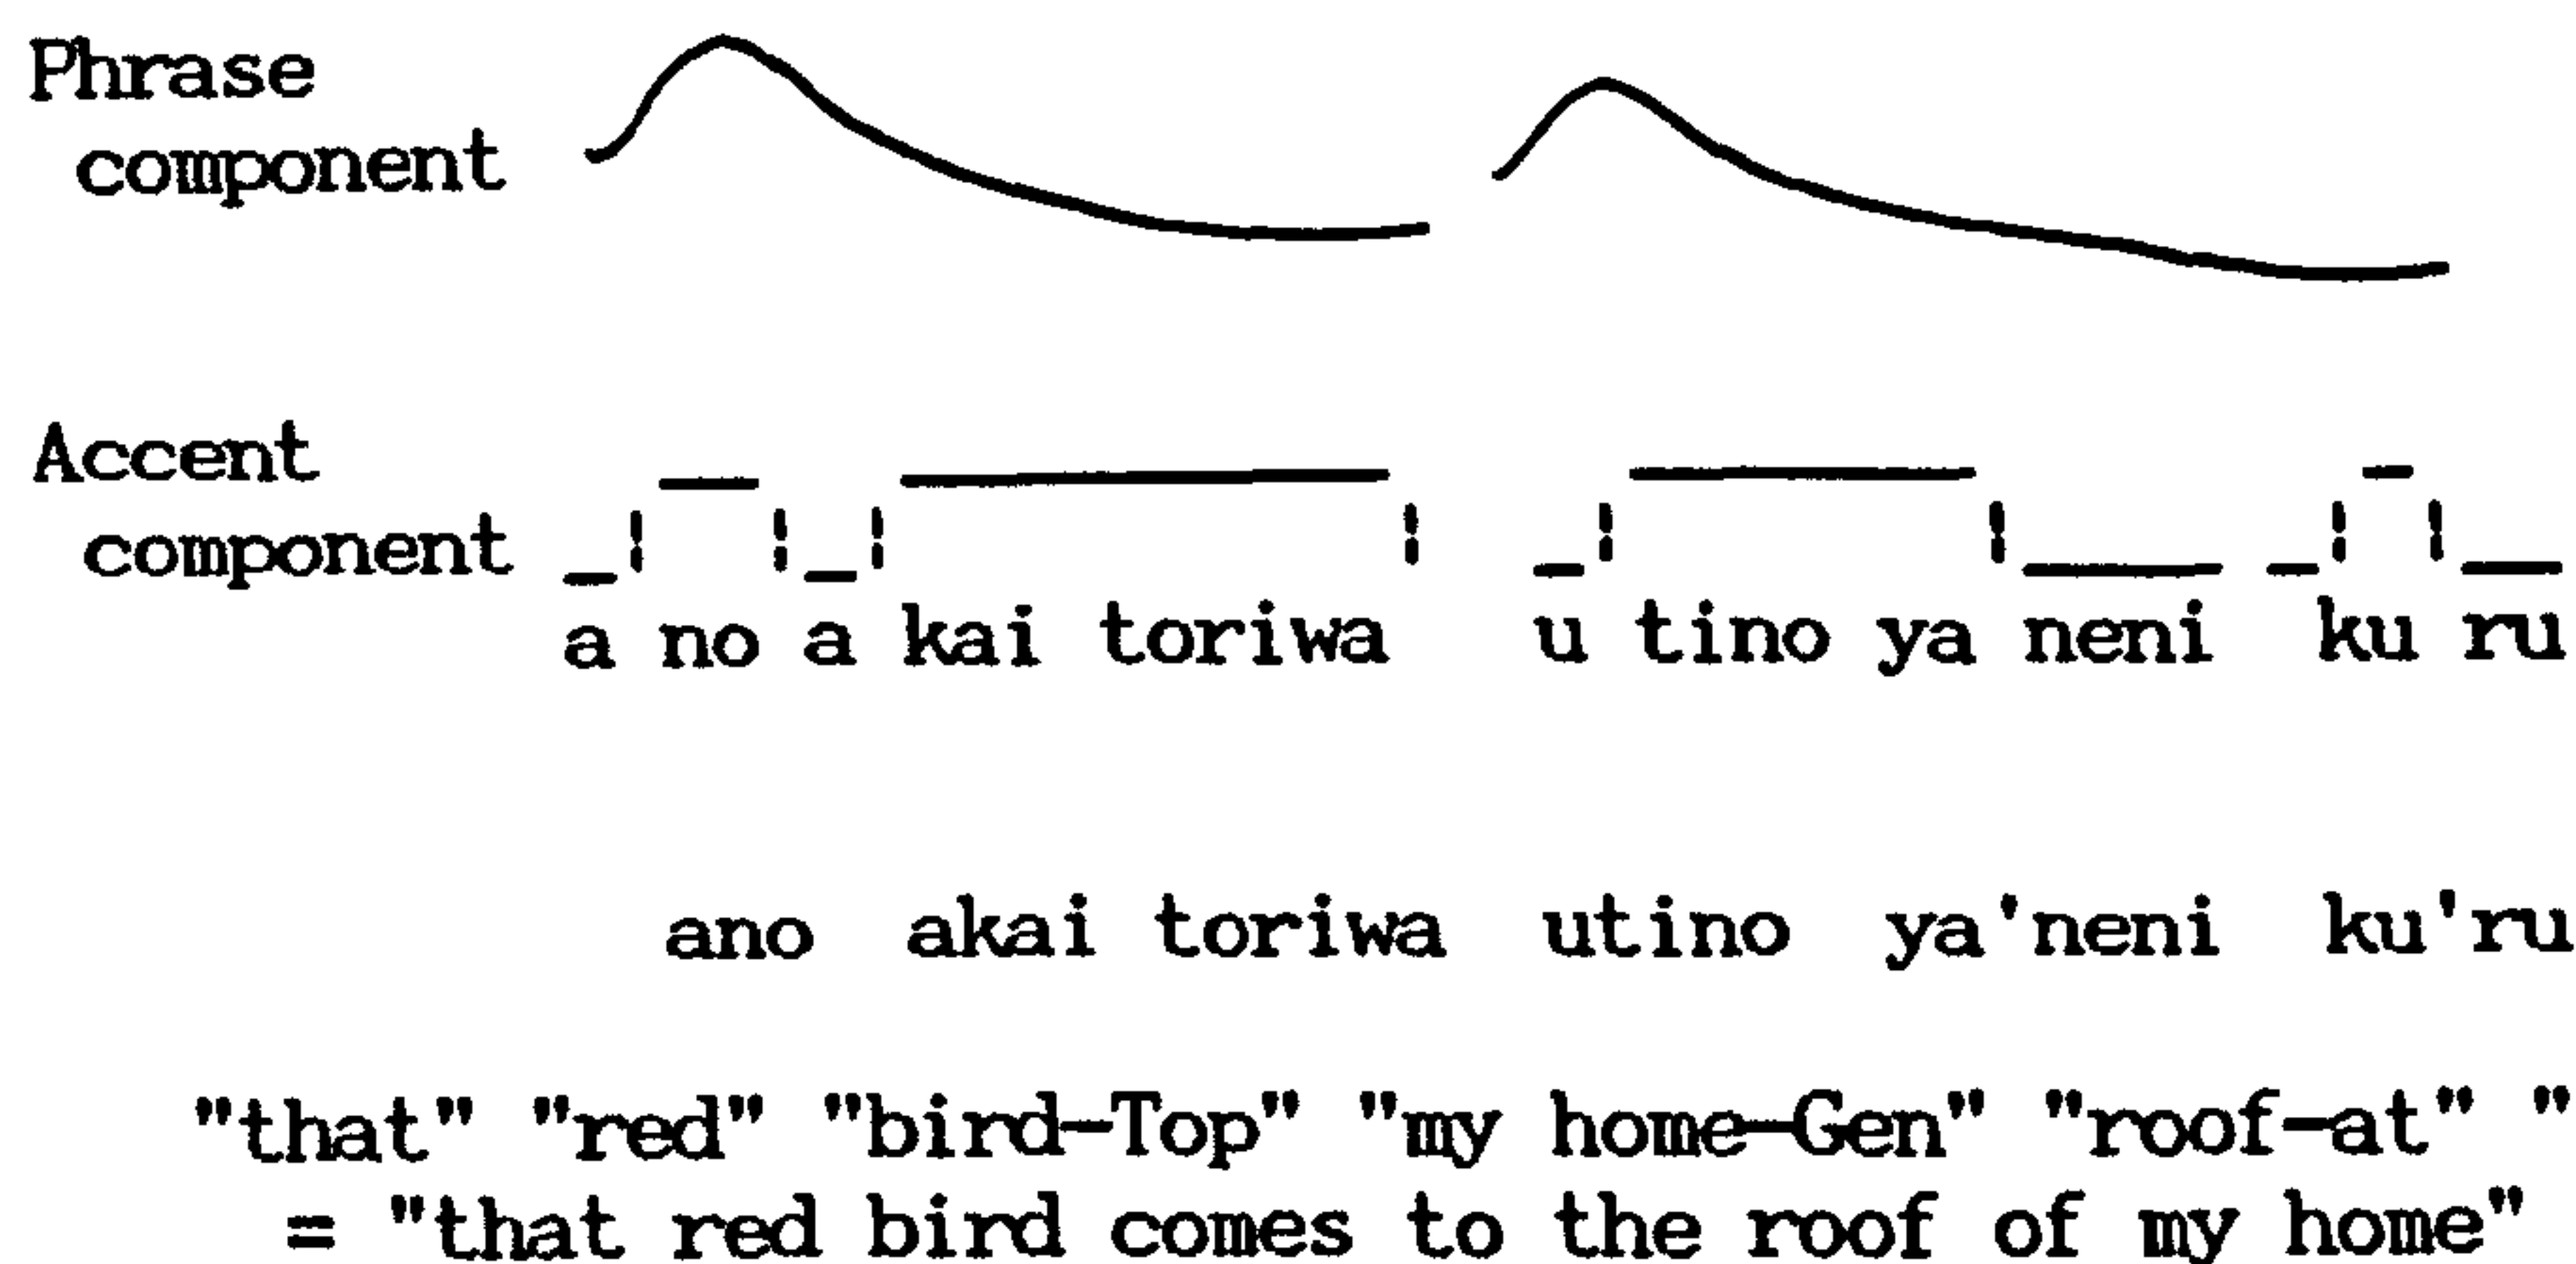 Phrase
component
Accent
component
a no a kai toriwa u tino ya neni ku ru
ano akai toriwa utino ya'neni ku'ru
"that" "red" "bird-Top" "my home-Gen" "roof-at" "
= "that red bird comes to the roof of my home"